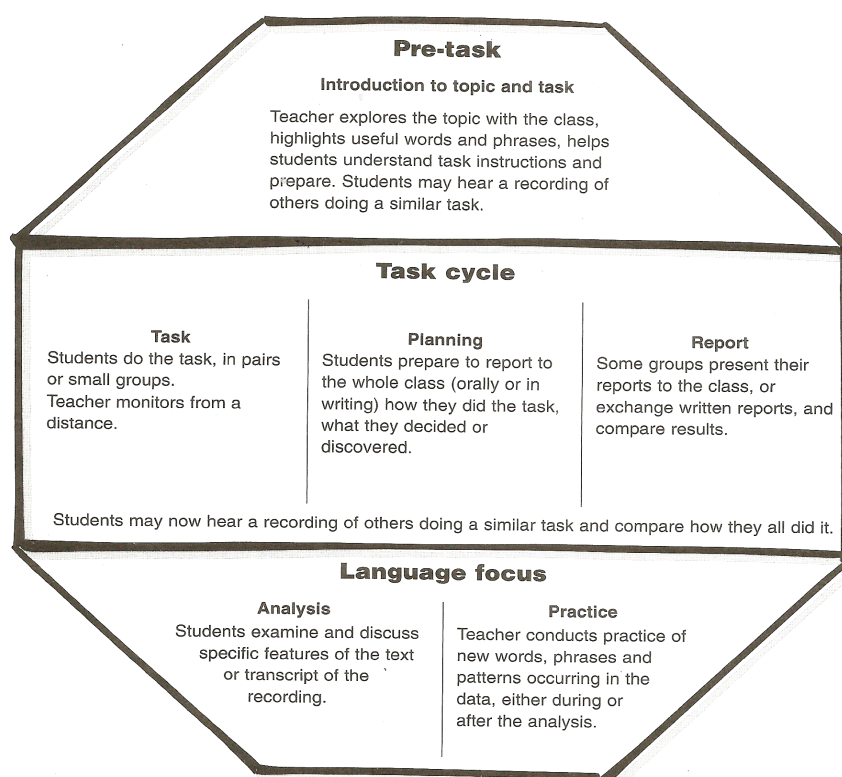 Pre-task
Introduction to topic and task
Teacher explores the topic with the class,
highlights useful words and phrases, helps
students understand task instructions and
prepare. Students may hear a recording of
others doing a similar task.
Task cycle
Task
Students do the task, in pairs
or small groups.
Teacher monitors from a
distance.
Planning
Students prepare to report to
the whole class (orally or in
writing) how they did the task,
what they decided or
discovered.
Report
Some groups present their
reports to the class, or
exchange written reports, and
compare results.
Students may now hear a recording of others doing a similar task and compare how they all did it.
Language focus
Analysis
Students examine and discuss
specific features of the text
or transcript of the
recording.
Practice
Teacher conducts practice of
new words, phrases and
patterns occurring in the
data, either during or
after the analysis.